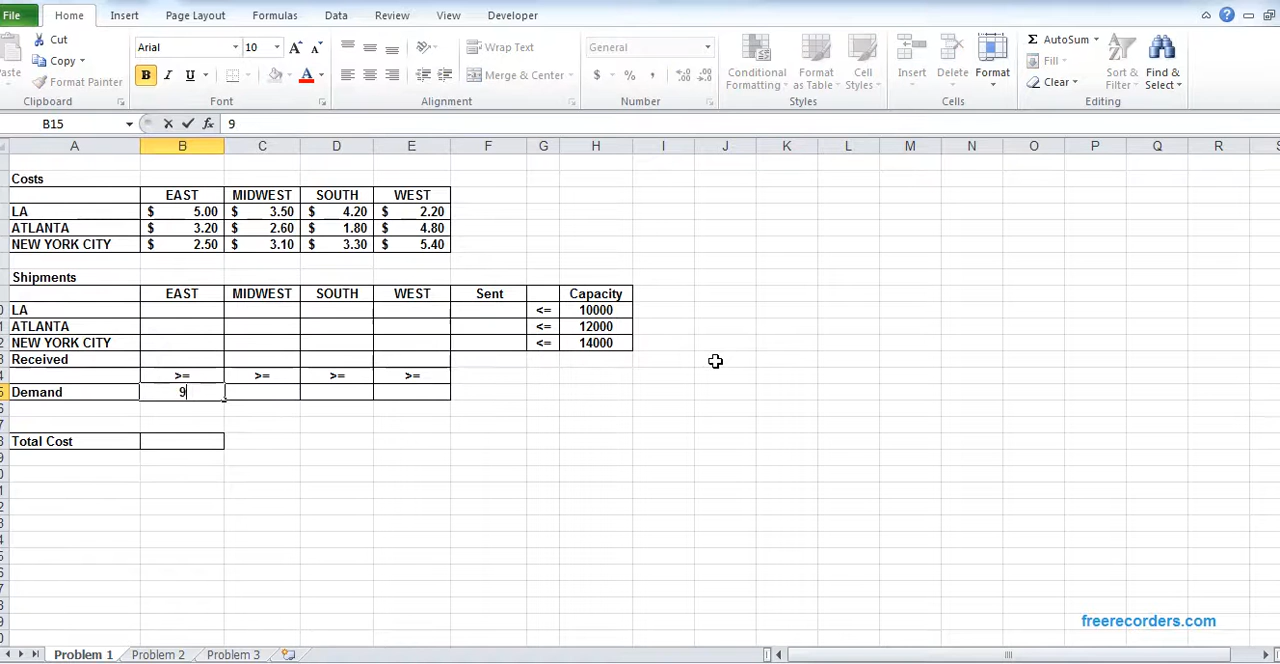 File Home Insert Page Layout Formulas Data Review View Developer
Cut
Copy
Format Painter
Clipboard
Arial 10
B I U
Font
Wrap Text
Merge & Center
Alignment
General
$ % ,
Number
Conditional Formatting
Format as Table
Cell Styles
Styles
Insert Delete Format
Cells
AutoSum
Fill
Clear
Sort & Filter
Find & Select
Editing
B15 fx 9
A B C D E F G H I J K L M N O P Q R
Costs
EAST MIDWEST SOUTH WEST
LA $ 5.00 $ 3.50 $ 4.20 $ 2.20
ATLANTA $ 3.20 $ 2.60 $ 1.80 $ 4.80
NEW YORK CITY $ 2.50 $ 3.10 $ 3.30 $ 5.40
Shipments
EAST MIDWEST SOUTH WEST Sent Capacity
LA <= 10000
ATLANTA <= 12000
NEW YORK CITY <= 14000
Received
>= >= >= >=
Demand 9
Total Cost
freerecorders.com
Problem 1 Problem 2 Problem 3